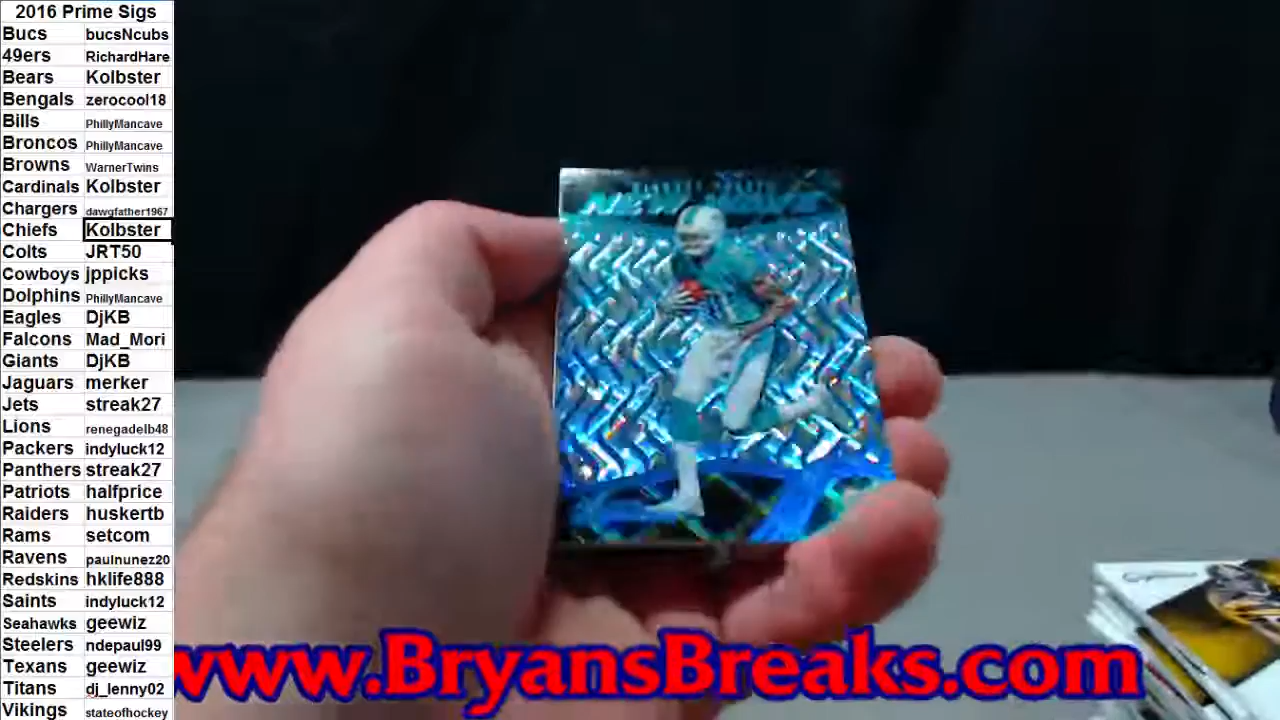 2016 Prime Sigs
Bucs bucsNcubs
49ers RichardHare
Bears Kolbster
Bengals zerocool18
Bills PhillyMancave
Broncos PhillyMancave
Browns WarnerTwins
Cardinals Kolbster
Chargers dawgfather1967
Chiefs Kolbster
Colts JRT50
Cowboys jppicks
Dolphins PhillyMancave
Eagles DjKB
Falcons Mad_Mori
Giants DjKB
Jaguars merker
Jets streak27
Lions renegadelb48
Packers indyluck12
Panthers streak27
Patriots halfprice
Raiders huskertb
Rams setcom
Ravens paulnunez20
Redskins hklife888
Saints indyluck12
Seahawks geewiz
Steelers ndepaul99
Texans geewiz
Titans dj_lenny02
Vikings stateofhockey
NEW WAVE
www.BryansBreaks.com